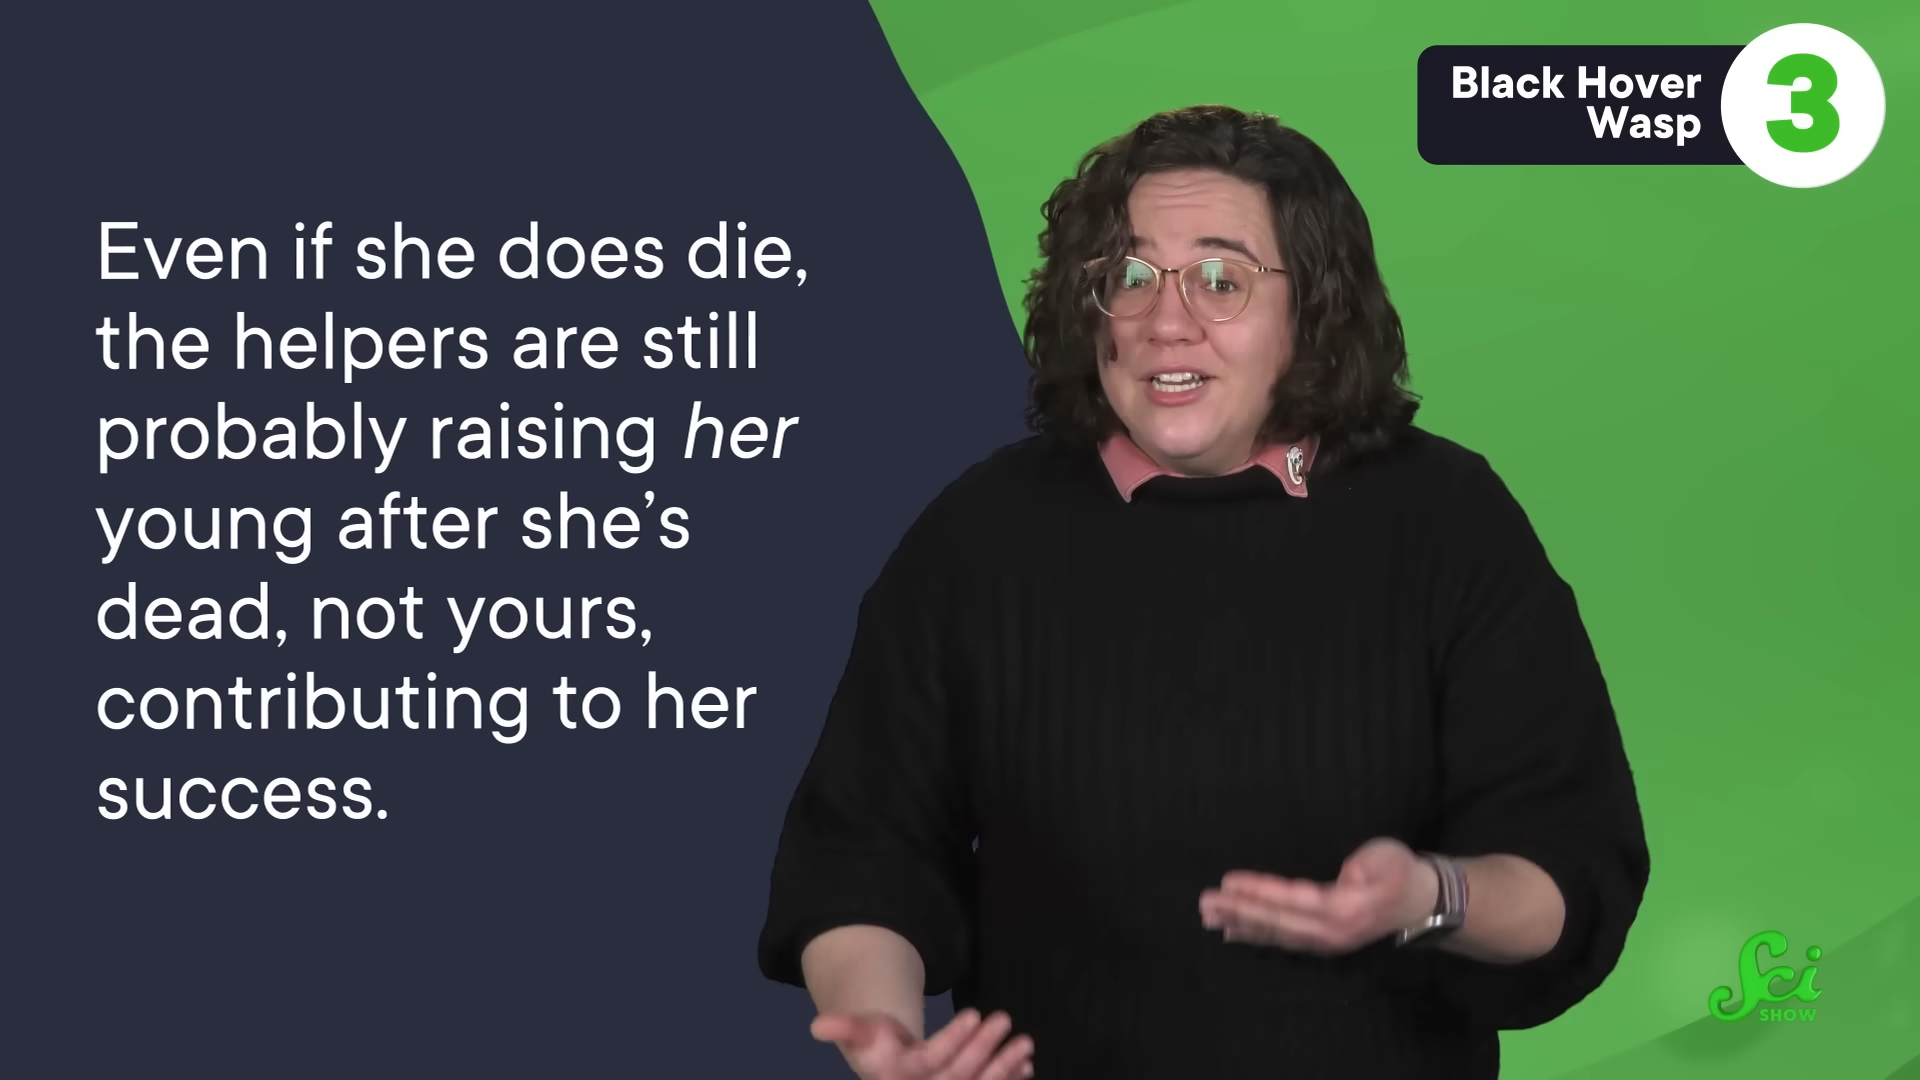 Black Hover
Wasp
3
Even if she does die,
the helpers are still
probably raising her
young after she's
dead, not yours,
contributing to her
success.
Sci
SHOW